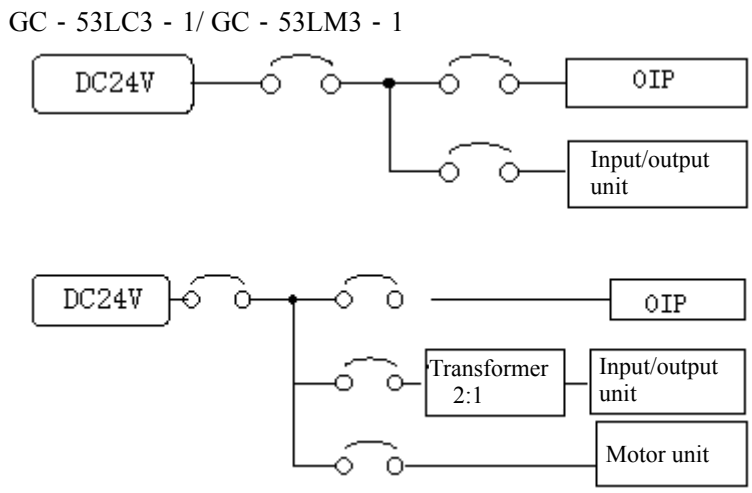 GC - 53LC3 - 1/ GC - 53LM3 - 1
DC24V
OIP
Input/output
unit
DC24V
OIP
Transformer
2:1
Input/output
unit
Motor unit